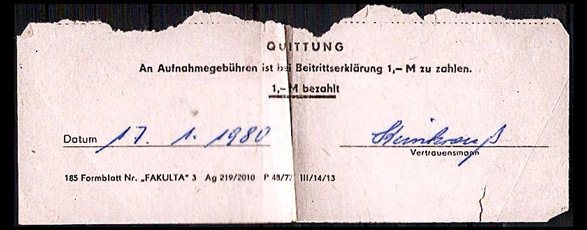 QUITTUNG
An Aufnahmegebühren ist bei Beitrittserklärung 1,– M zu zahlen.
1,– M bezahlt
Datum 17. 1. 1980
Vertrauensmann
185 Formblatt Nr. „FAKULTA" 3 Ag 219/2010 P 48/77 III/14/13